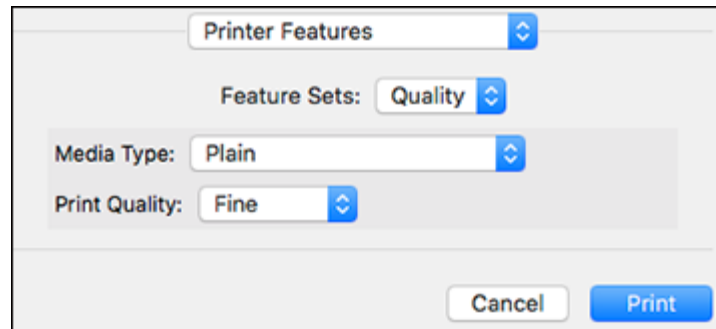 Printer Features
Feature Sets: Quality
Media Type: Plain
Print Quality: Fine
Cancel Print